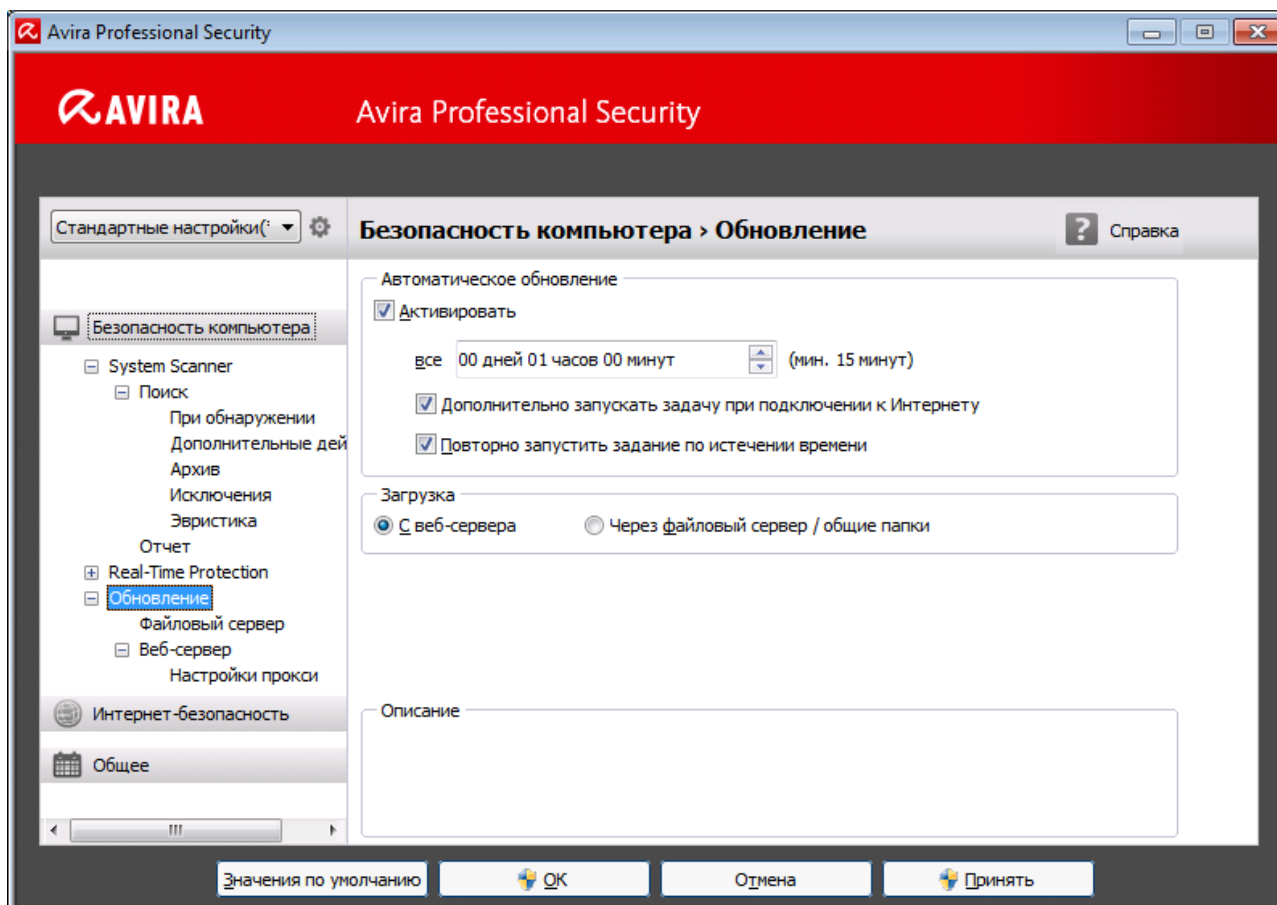 Avira Professional Security
AVIRA
Avira Professional Security
Стандартные настройки(
Безопасность компьютера › Обновление
? Справка
Безопасность компьютера
System Scanner
Поиск
При обнаружении
Дополнительные дей
Архив
Исключения
Эвристика
Отчет
Real-Time Protection
Обновление
Файловый сервер
Веб-сервер
Настройки прокси
Интернет-безопасность
Общее
Автоматическое обновление
Активировать
все 00 дней 01 часов 00 минут (мин. 15 минут)
Дополнительно запускать задачу при подключении к Интернету
Повторно запустить задание по истечении времени
Загрузка
С веб-сервера Через файловый сервер / общие папки
Описание
Значения по умолчанию OK Отмена Принять